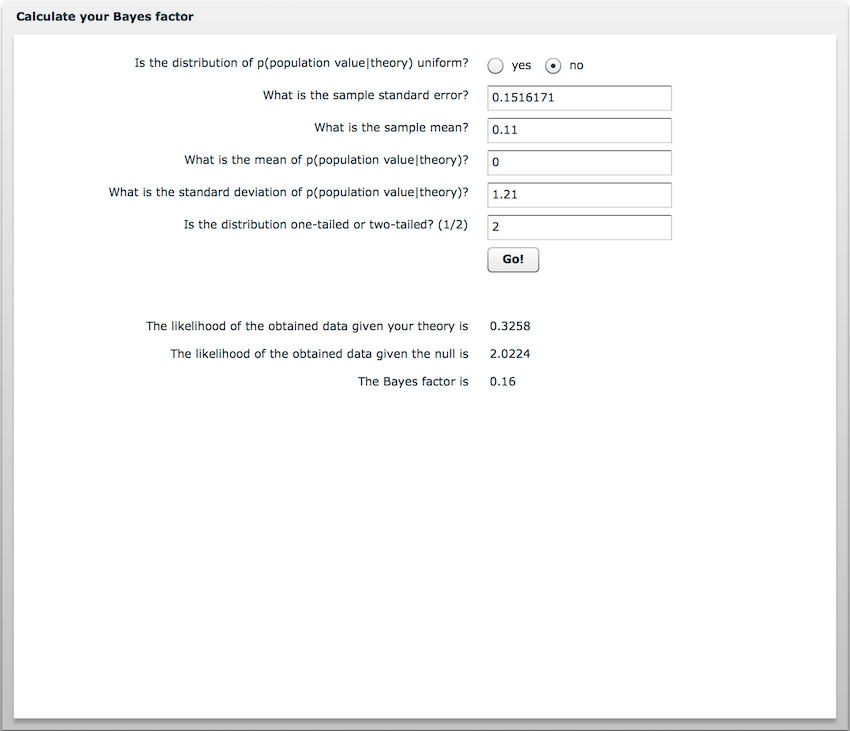 Calculate your Bayes factor
Is the distribution of p(population value|theory) uniform? yes no
What is the sample standard error? 0.1516171
What is the sample mean? 0.11
What is the mean of p(population value|theory)? 0
What is the standard deviation of p(population value|theory)? 1.21
Is the distribution one-tailed or two-tailed? (1/2) 2
Go!
The likelihood of the obtained data given your theory is 0.3258
The likelihood of the obtained data given the null is 2.0224
The Bayes factor is 0.16